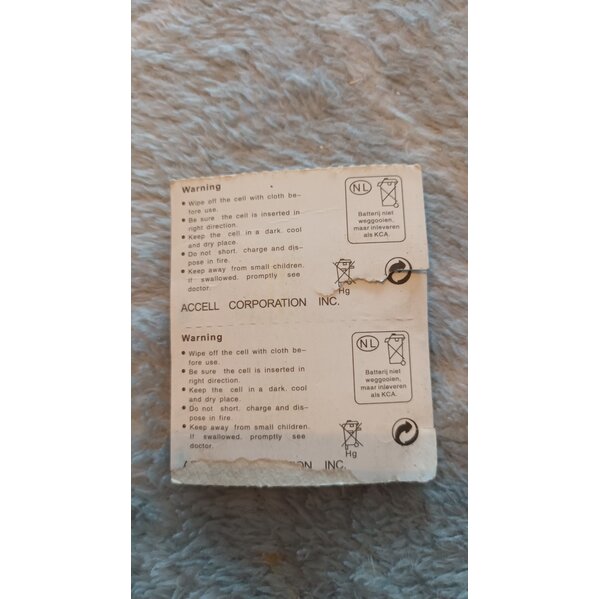 Warning
• Wipe off the cell with cloth be-
fore use.
• Be sure the cell is inserted in
right direction.
• Keep the cell in a dark. cool
and dry place.
• Do not short. charge and dis-
pose in fire.
• Keep away from small children.
If swallowed. promptly see
doctor.
NL
Batterij niet
weggooien,
maar inleveren
als KCA.
Hg
ACCELL CORPORATION INC.
Warning
• Wipe off the cell with cloth be-
fore use.
• Be sure the cell is inserted in
right direction.
• Keep the cell in a dark. cool
and dry place.
• Do not short. charge and dis-
pose in fire.
• Keep away from small children.
If swallowed. promptly see
doctor.
NL
Batterij niet
weggooien,
maar inleveren
als KCA.
Hg
INC.